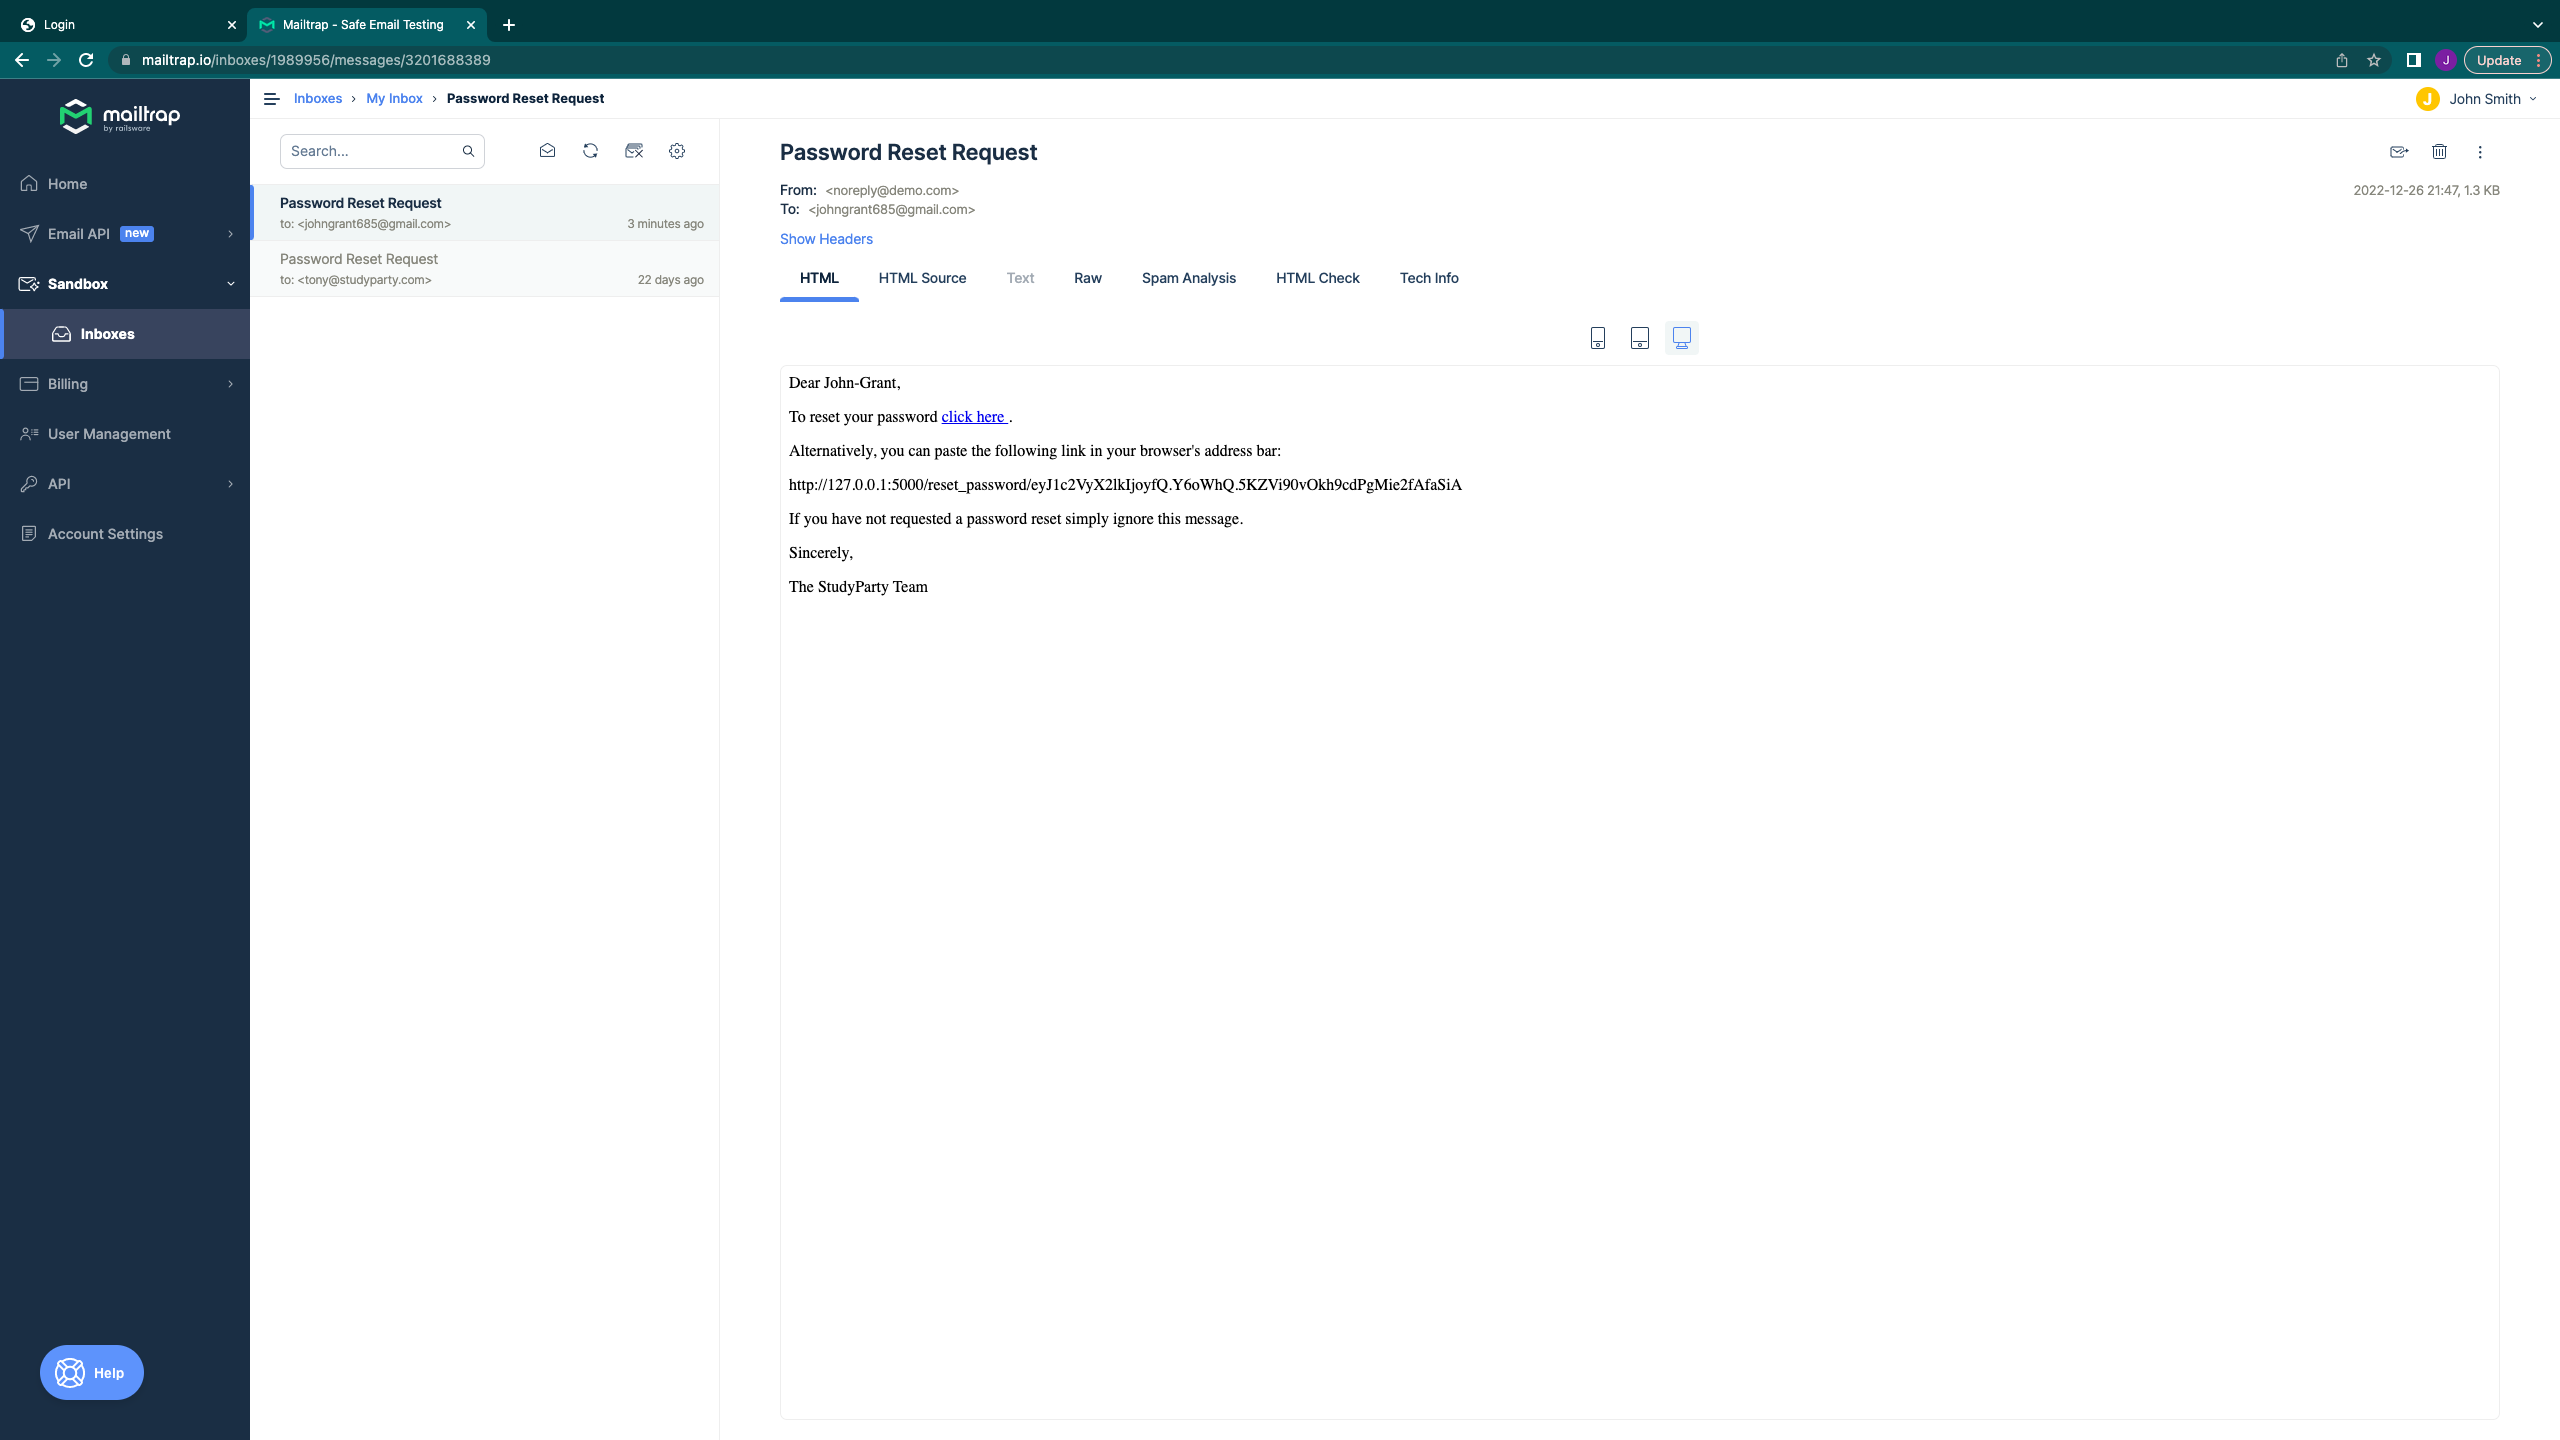 Login
Mailtrap - Safe Email Testing
mailtrap.io/inboxes/1989956/messages/3201688389
J
Update
mailtrap
by railsware
Home
Email API new
Sandbox
Inboxes
Billing
User Management
API
Account Settings
Help
Inboxes › My Inbox › Password Reset Request
J John Smith
Search...
Password Reset Request
to: <johngrant685@gmail.com> 3 minutes ago
Password Reset Request
to: <tony@studyparty.com> 22 days ago
Password Reset Request
From: <noreply@demo.com> 2022-12-26 21:47, 1.3 KB
To: <johngrant685@gmail.com>
Show Headers
HTML HTML Source Text Raw Spam Analysis HTML Check Tech Info
Dear John-Grant,
To reset your password click here .
Alternatively, you can paste the following link in your browser's address bar:
http://127.0.0.1:5000/reset_password/eyJ1c2VyX2lkIjoyfQ.Y6oWhQ.5KZVi90vOkh9cdPgMie2fAfaSiA
If you have not requested a password reset simply ignore this message.
Sincerely,
The StudyParty Team